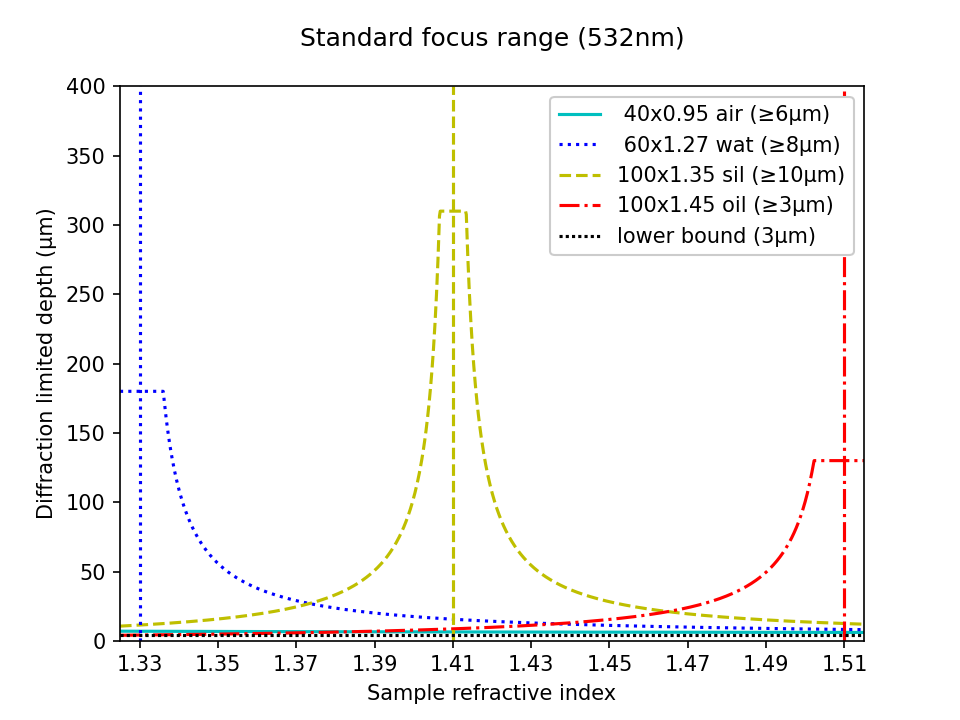 Standard focus range (532nm)
Diffraction limited depth (µm)
400
350
300
250
200
150
100
50
0
40x0.95 air (≥6µm)
60x1.27 wat (≥8µm)
100x1.35 sil (≥10µm)
100x1.45 oil (≥3µm)
lower bound (3µm)
1.33 1.35 1.37 1.39 1.41 1.43 1.45 1.47 1.49 1.51
Sample refractive index